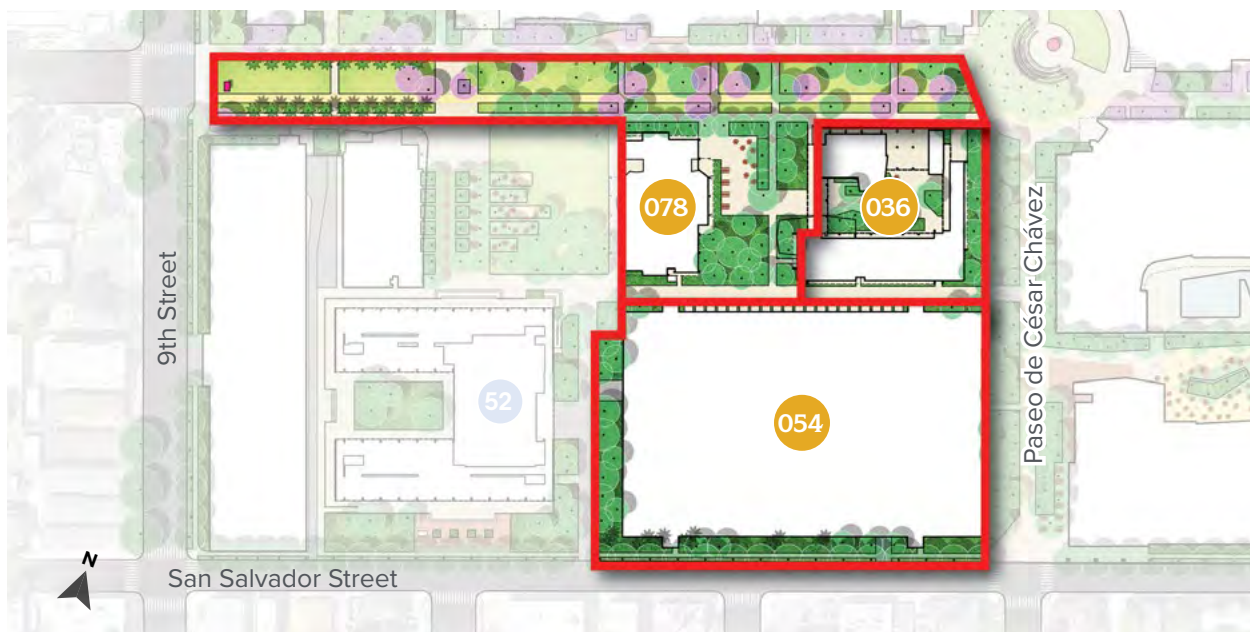 078
036
9th Street
Paseo de César Chávez
52
054
N
San Salvador Street